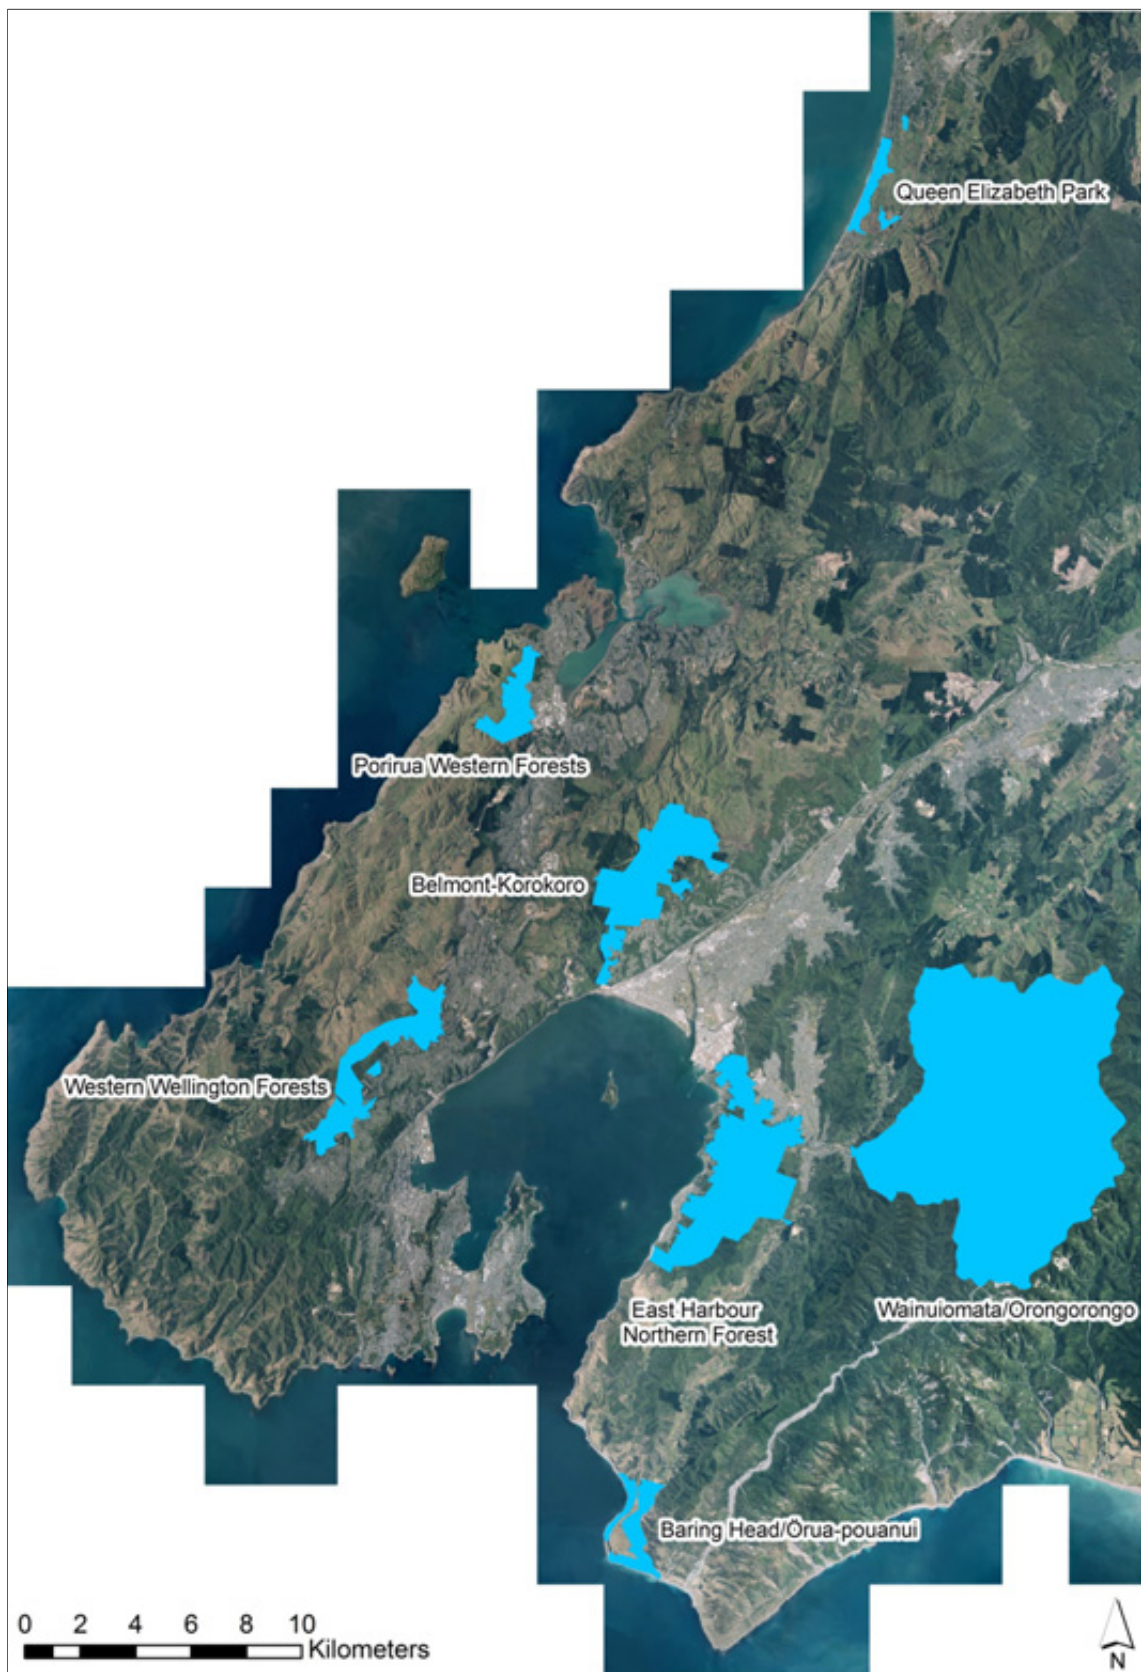 Queen Elizabeth Park
Porirua Western Forests
Belmont-Korokoro
Western Wellington Forests
East Harbour
Northern Forest
Wainuiomata/Orongorongo
Baring Head/Ōrua-pouanui
0 2 4 6 8 10
Kilometers
N